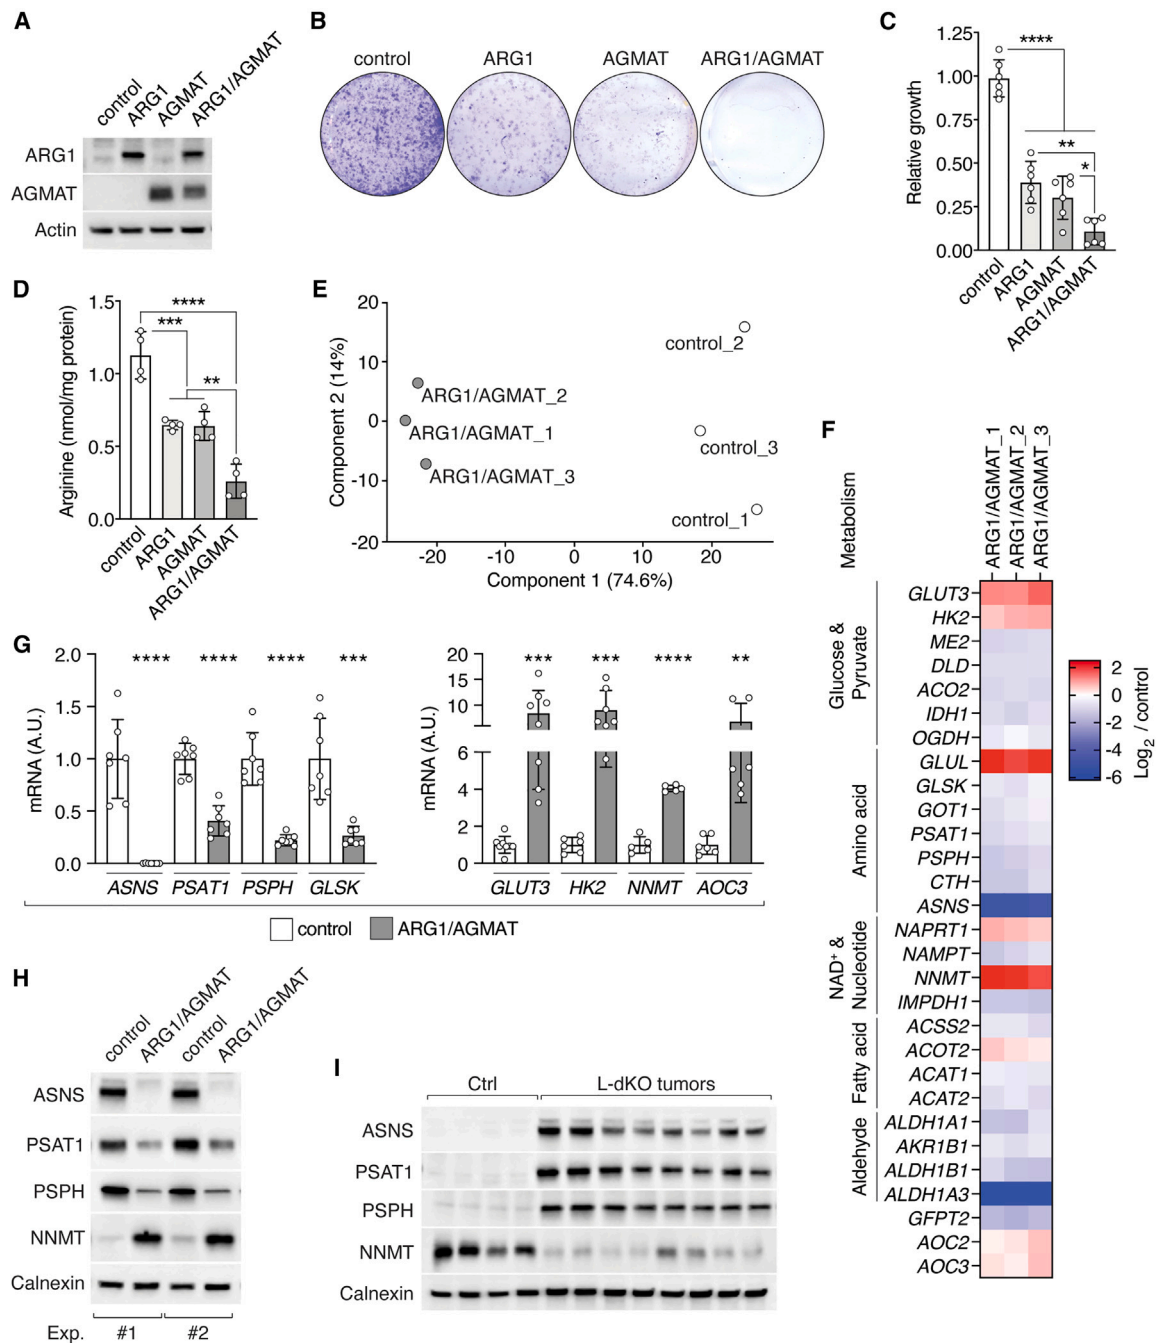 A
control
ARG1
AGMAT
ARG1/AGMAT
ARG1
AGMAT
Actin
B
control
ARG1
AGMAT
ARG1/AGMAT
C
Relative growth
1.25
1.00
0.75
0.50
0.25
0.00
****
**
*
control
ARG1
AGMAT
ARG1/AGMAT
D
Arginine (nmol/mg protein)
1.5
1.0
0.5
0.0
****
***
**
control
ARG1
AGMAT
ARG1/AGMAT
E
Component 2 (14%)
20
10
0
-10
-20
control_2
ARG1/AGMAT_2
ARG1/AGMAT_1
control_3
ARG1/AGMAT_3
control_1
-20
0
10
20
Component 1 (74.6%)
F
Metabolism
ARG1/AGMAT_1
ARG1/AGMAT_2
ARG1/AGMAT_3
Glucose &
Pyruvate
GLUT3
HK2
ME2
DLD
ACO2
IDH1
OGDH
Amino acid
GLUL
GLSK
GOT1
PSAT1
PSPH
CTH
ASNS
NAD+ &
Nucleotide
NAPRT1
NAMPT
NNMT
IMPDH1
Fatty acid
ACSS2
ACOT2
ACAT1
ACAT2
Aldehyde
ALDH1A1
AKR1B1
ALDH1B1
ALDH1A3
GFPT2
AOC2
AOC3
2
0
-2
-4
-6
Log2 / control
G
mRNA (A.U.)
2.0
1.5
1.0
0.5
0.0
**** **** **** ***
ASNS PSAT1 PSPH GLSK
mRNA (A.U.)
20
15
10
6
4
2
0
*** *** **** **
GLUT3 HK2 NNMT AOC3
control ARG1/AGMAT
H
control
ARG1/AGMAT
control
ARG1/AGMAT
ASNS
PSAT1
PSPH
NNMT
Calnexin
Exp. #1 #2
I
Ctrl L-dKO tumors
ASNS
PSAT1
PSPH
NNMT
Calnexin